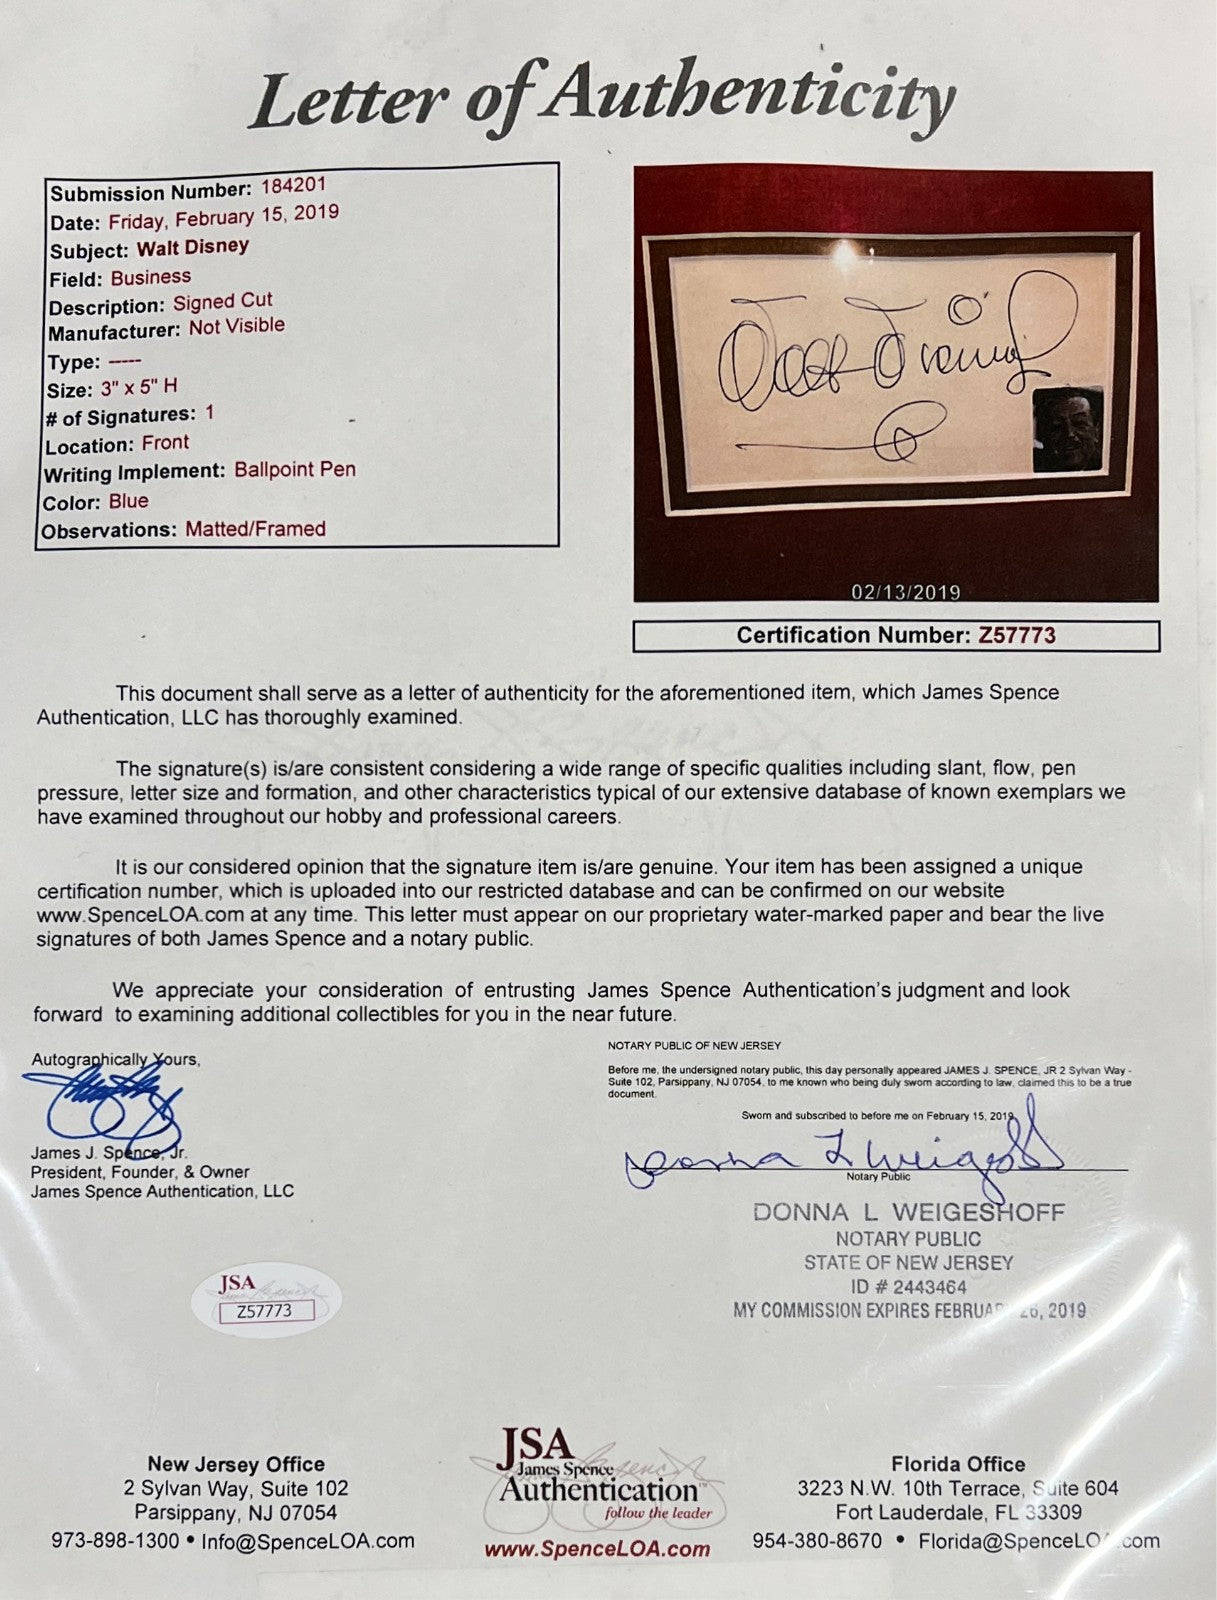 Letter of Authenticity
Submission Number: 184201
Date: Friday, February 15, 2019
Subject: Walt Disney
Field: Business
Description: Signed Cut
Manufacturer: Not Visible
Type: -----
Size: 3" x 5" H
# of Signatures: 1
Location: Front
Writing Implement: Ballpoint Pen
Color: Blue
Observations: Matted/Framed
Walt Disney
02/13/2019
Certification Number: Z57773
This document shall serve as a letter of authenticity for the aforementioned item, which James Spence
Authentication, LLC has thoroughly examined.
The signature(s) is/are consistent considering a wide range of specific qualities including slant, flow, pen
pressure, letter size and formation, and other characteristics typical of our extensive database of known exemplars we
have examined throughout our hobby and professional careers.
It is our considered opinion that the signature item is/are genuine. Your item has been assigned a unique
certification number, which is uploaded into our restricted database and can be confirmed on our website
www.SpenceLOA.com at any time. This letter must appear on our proprietary water-marked paper and bear the live
signatures of both James Spence and a notary public.
We appreciate your consideration of entrusting James Spence Authentication's judgment and look
forward to examining additional collectibles for you in the near future.
Autographically Yours,
James J. Spence, Jr.
President, Founder, & Owner
James Spence Authentication, LLC
NOTARY PUBLIC OF NEW JERSEY
Before me, the undersigned notary public, this day personally appeared JAMES J. SPENCE, JR 2 Sylvan Way -
Suite 102, Parsippany, NJ 07054, to me known who being duly sworn according to law, claimed this to be a true
document.
Sworn and subscribed to before me on February 15, 2019
Donna L Weigeshoff
Notary Public
DONNA L WEIGESHOFF
NOTARY PUBLIC
STATE OF NEW JERSEY
ID # 2443464
MY COMMISSION EXPIRES FEBRUARY 26, 2019
JSA
Z57773
New Jersey Office
2 Sylvan Way, Suite 102
Parsippany, NJ 07054
973-898-1300 • Info@SpenceLOA.com
JSA
James Spence
Authentication™
follow the leader
www.SpenceLOA.com
Florida Office
3223 N.W. 10th Terrace, Suite 604
Fort Lauderdale, FL 33309
954-380-8670 • Florida@SpenceLOA.com